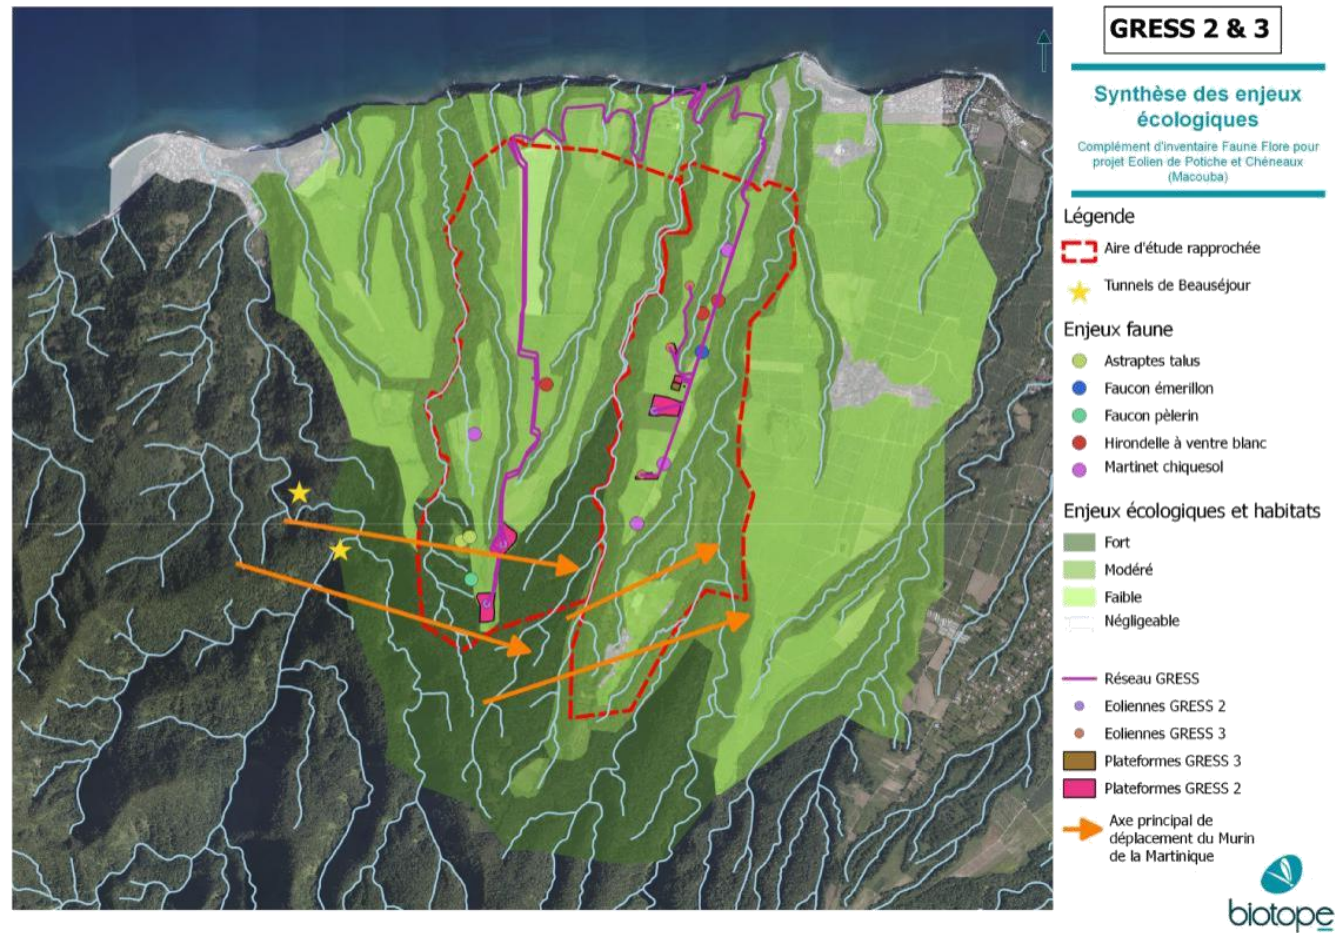 GRESS 2 & 3
Synthèse des enjeux
écologiques
Complément d'inventaire Faune Flore pour
projet Eolien de Potiche et Chéneaux
(Macouba)
Légende
Aire d'étude rapprochée
Tunnels de Beauséjour
Enjeux faune
Astraptes talus
Faucon émerillon
Faucon pèlerin
Hirondelle à ventre blanc
Martinet chiquesol
Enjeux écologiques et habitats
Fort
Modéré
Faible
Négligeable
Réseau GRESS
Eoliennes GRESS 2
Eoliennes GRESS 3
Plateformes GRESS 3
Plateformes GRESS 2
Axe principal de
déplacement du Murin
de la Martinique
biotope